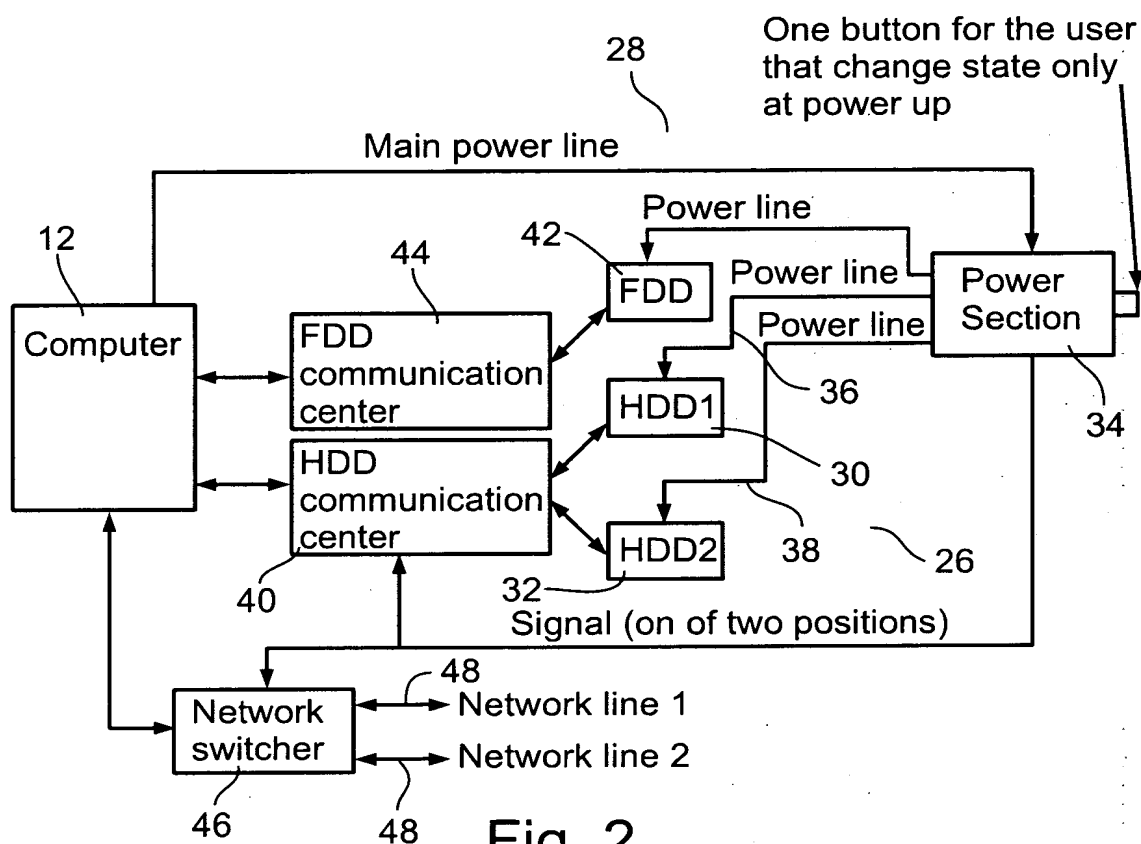 One button for the user
that change state only
at power up
28
Main power line
Power line
12
42
44
FDD
Power line
Power
Section
Computer
FDD
communication
center
Power line
36
34
HDD1
30
HDD
communication
center
38
HDD2
26
40
32
Signal (on of two positions)
48
Network line 1
Network
switcher
Network line 2
46
48
Fig. 2